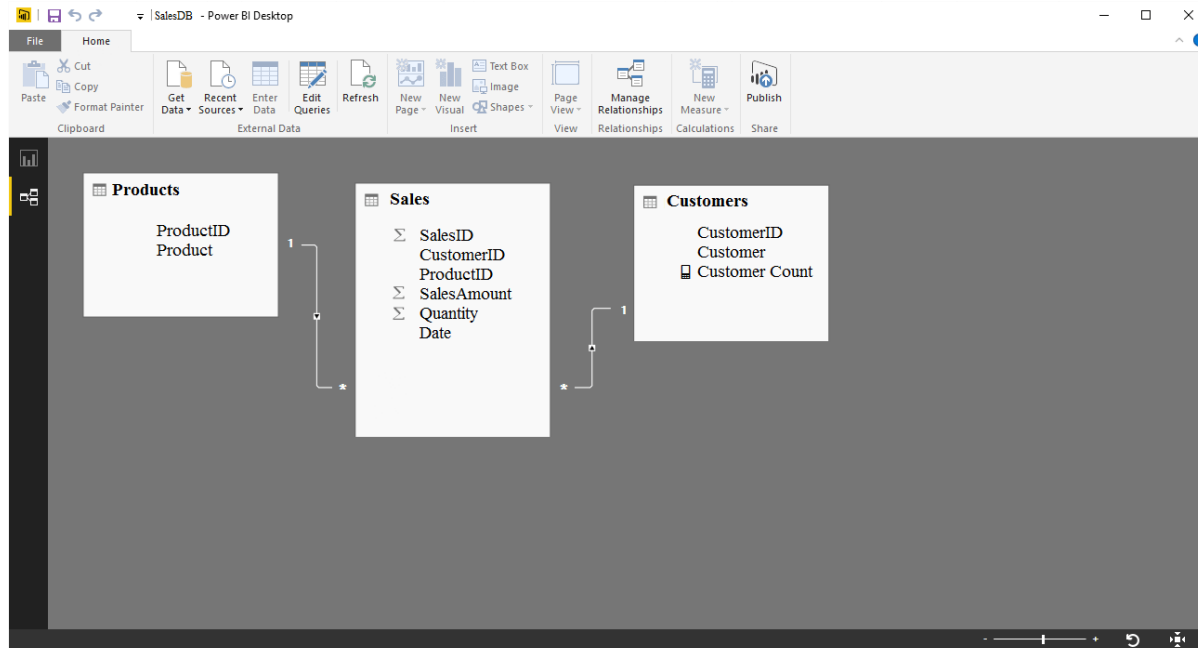 SalesDB - Power BI Desktop
File Home
Paste
Cut
Copy
Format Painter
Clipboard
Get Data
Recent Sources
Enter Data
Edit Queries
External Data
Refresh
New Page
New Visual
Text Box
Image
Shapes
Insert
Page View
View
Manage Relationships
Relationships
New Measure
Calculations
Publish
Share
Products
ProductID
Product
1
*
Sales
Σ SalesID
CustomerID
ProductID
Σ SalesAmount
Σ Quantity
Date
*
1
Customers
CustomerID
Customer
Customer Count
- +